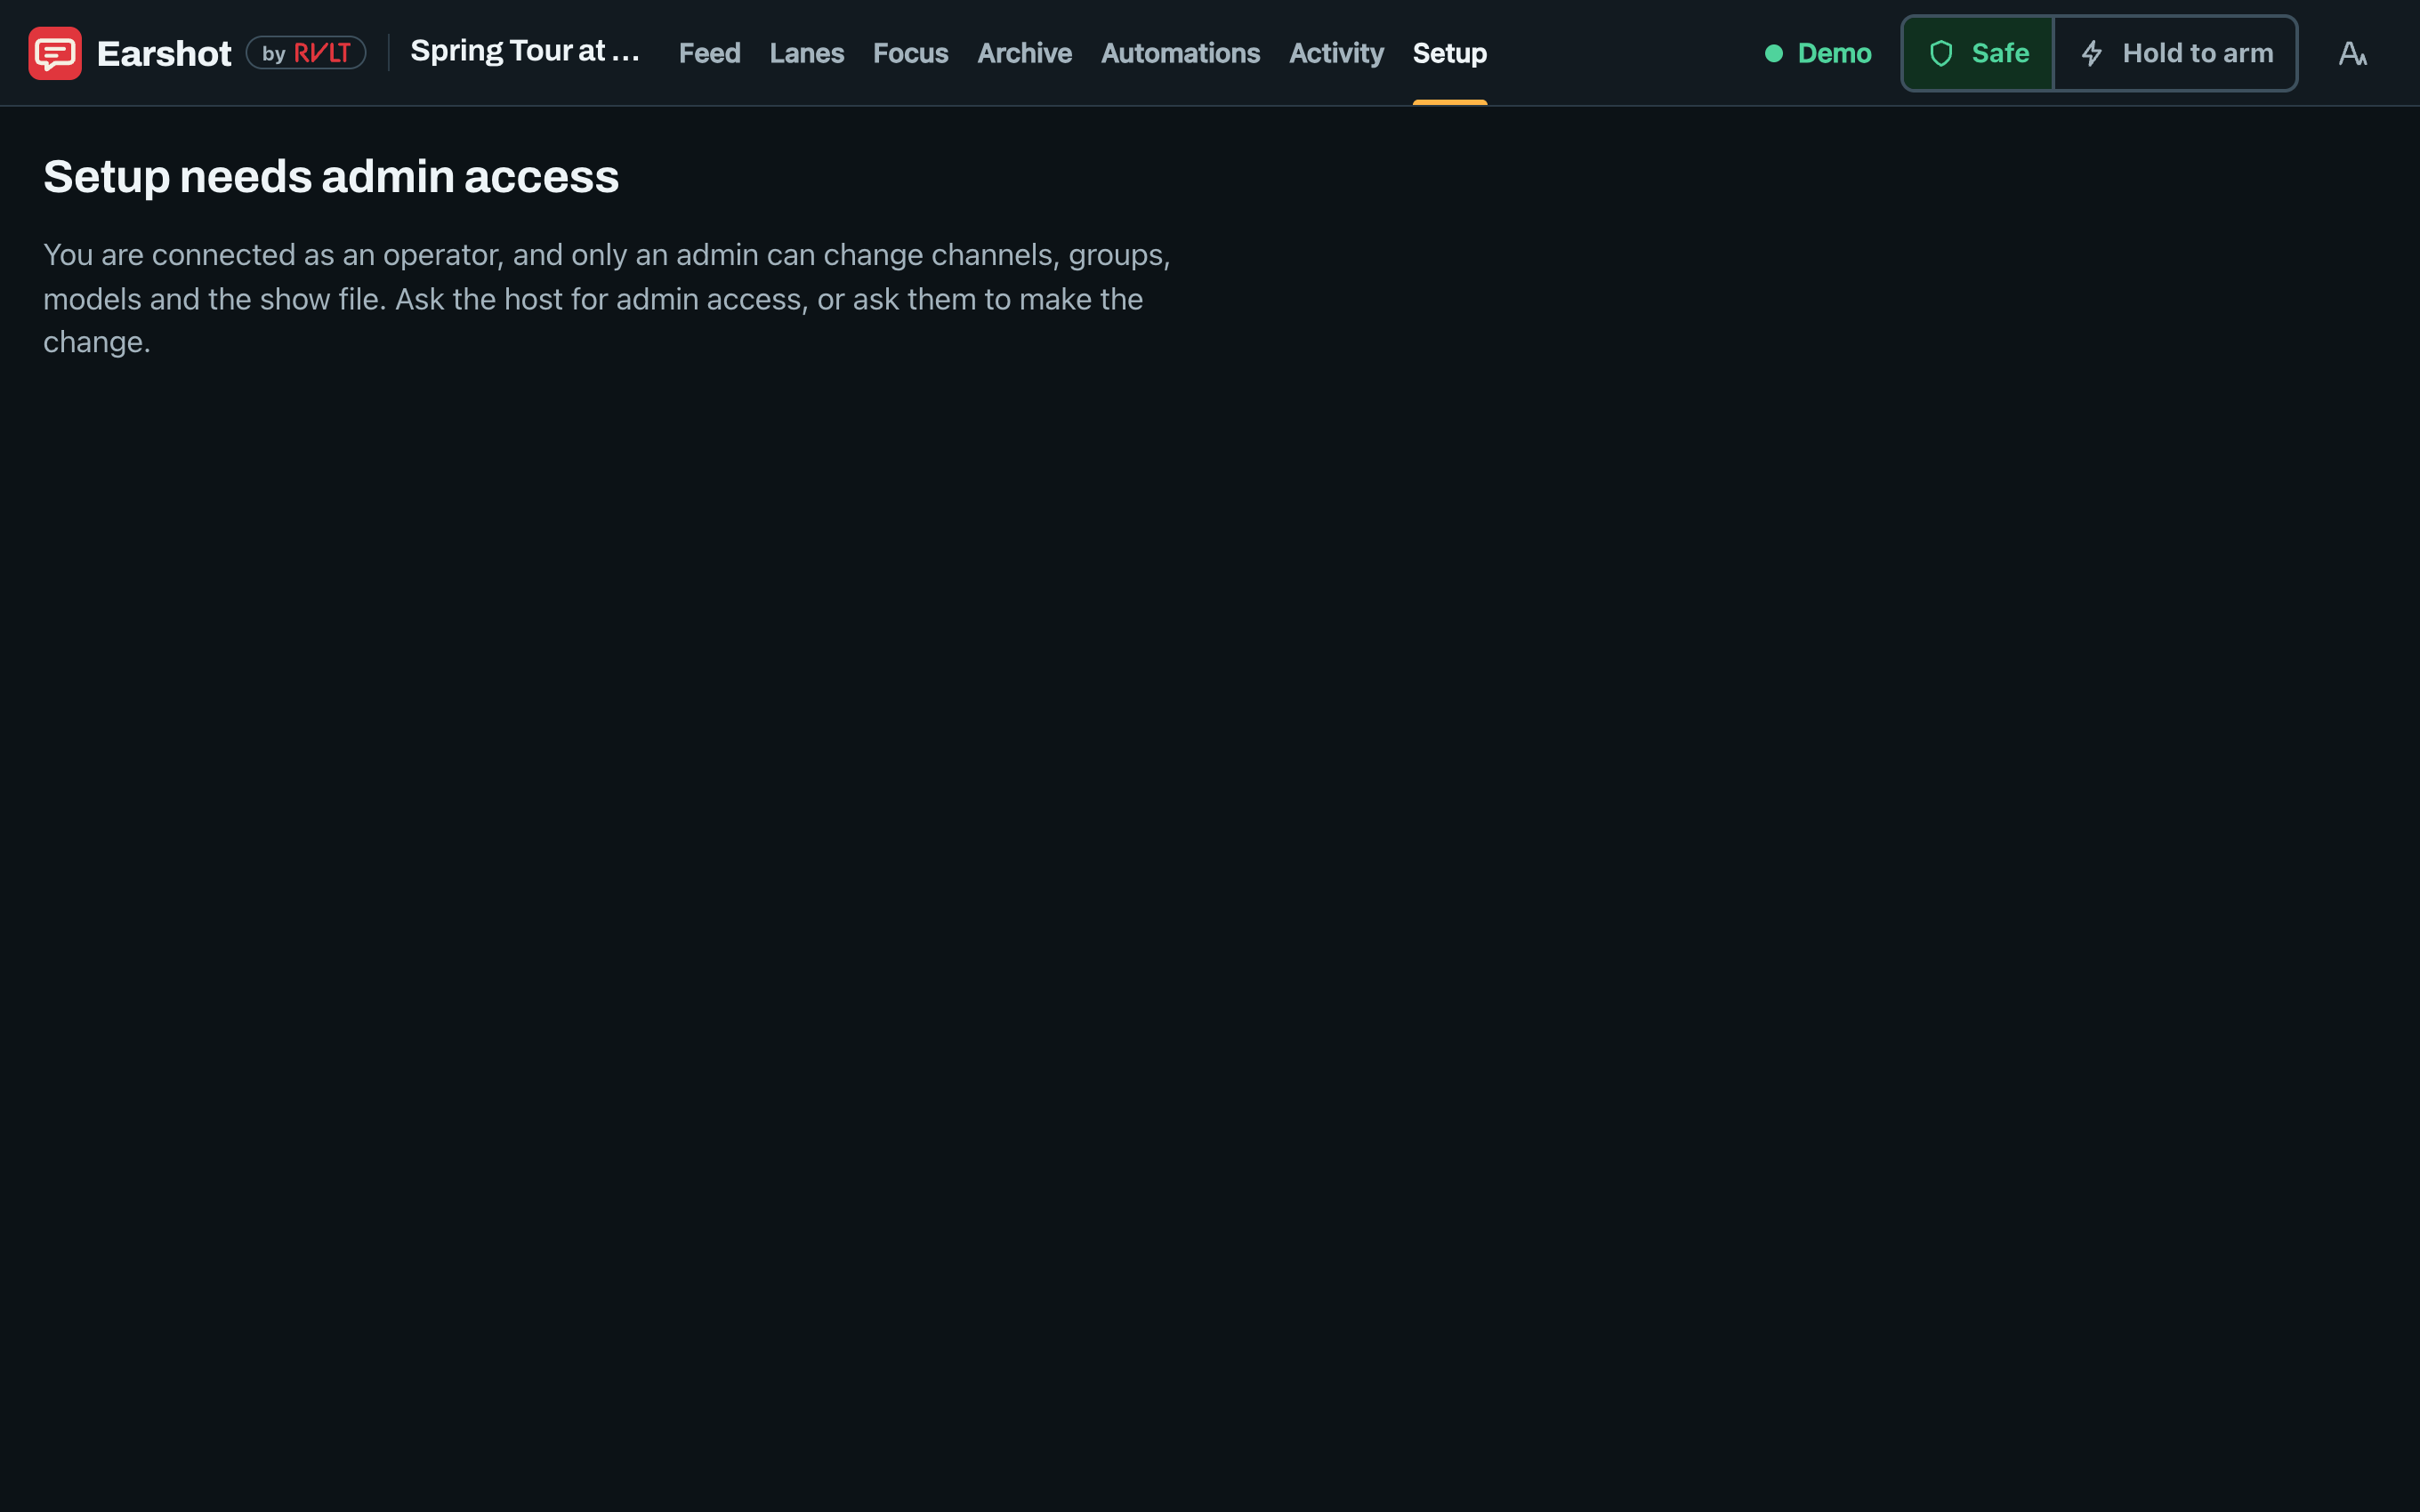 Earshot by RVLT Spring Tour at ... Feed Lanes Focus Archive Automations Activity Setup Demo Safe Hold to arm
Setup needs admin access
You are connected as an operator, and only an admin can change channels, groups,
models and the show file. Ask the host for admin access, or ask them to make the
change.